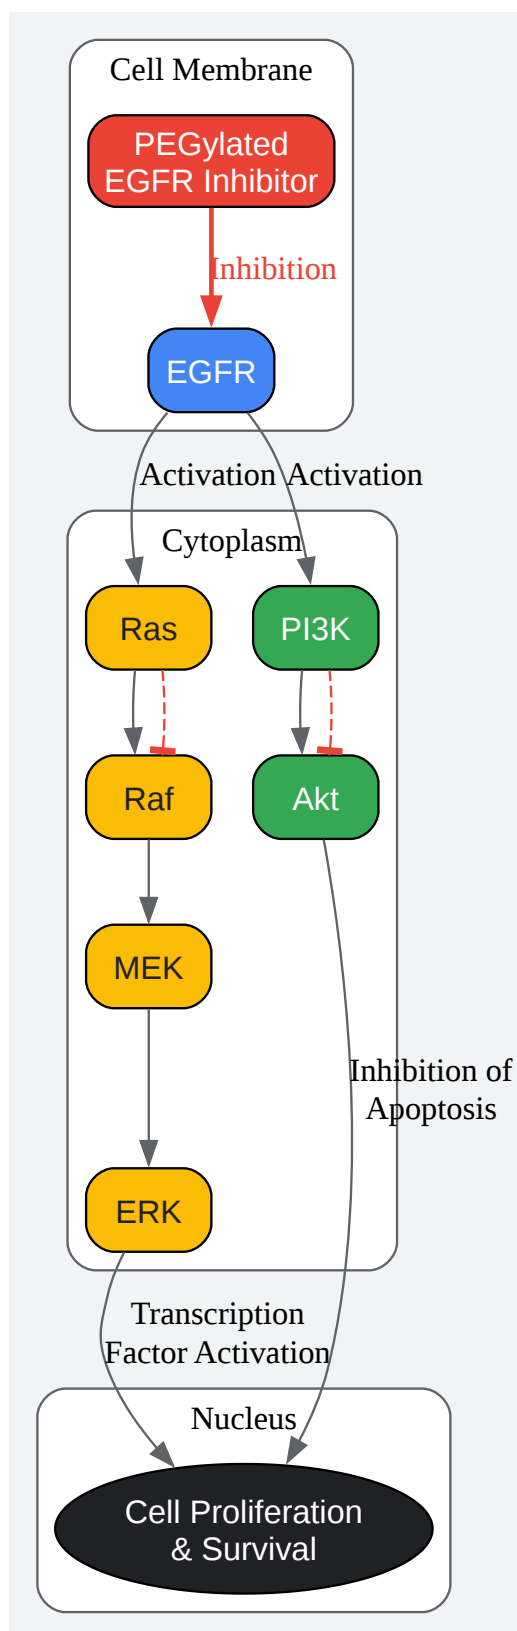 Cell Membrane
PEGylated
EGFR Inhibitor
Inhibition
EGFR
Activation
Activation
Cytoplasm
Ras
PI3K
Raf
Akt
MEK
Inhibition of
Apoptosis
ERK
Transcription
Factor Activation
Nucleus
Cell Proliferation
& Survival